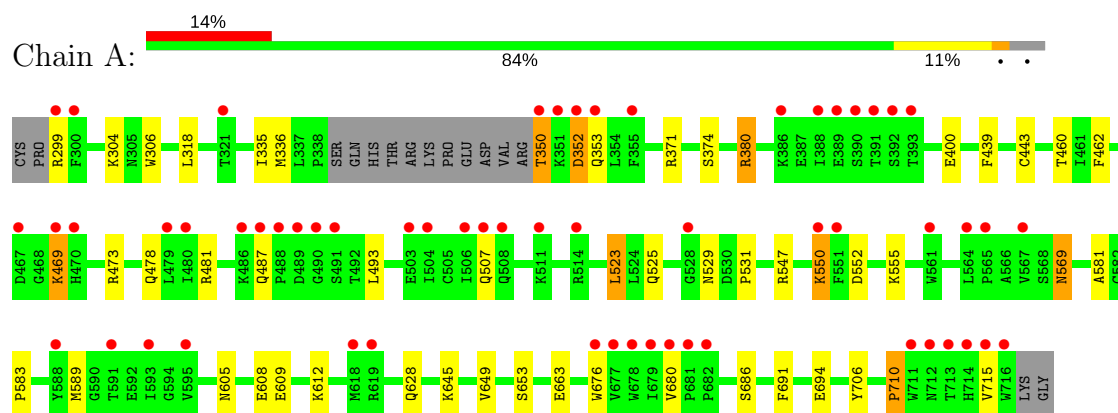 14%
Chain A:
84% 11% • •
CYS PRO R299 F300 K304 N305 W306 L318 T321 I335 M336 L337 P338 SER GLN HIS THR ARG LYS PRO GLU ASP VAL ARG T350 K351 D352 Q353 L354 F355 R371 S374 R380 K386 E387 I388 E389 S390 T391 S392 T393 E400 F439 C443 T460 I461 F462
D467 G468 K469 H470 R473 Q478 L479 I480 R481 K486 Q487 P488 D489 G490 S491 T492 L493 E503 I504 C505 I506 Q507 Q508 K511 R514 L523 L524 Q525 G528 N529 D530 P531 R547 K550 F551 D552 K555 W561 L564 P565 A566 V567 S568 N569 A581 G582
P583 Y588 M589 G590 T591 E592 I593 G594 V595 N605 E608 E609 K612 M618 R619 Q628 K645 V649 S653 E663 W676 V677 W678 I679 V680 P681 P682 S686 F691 E694 Y706 P710 W711 N712 T713 H714 V715 W716 LYS GLY